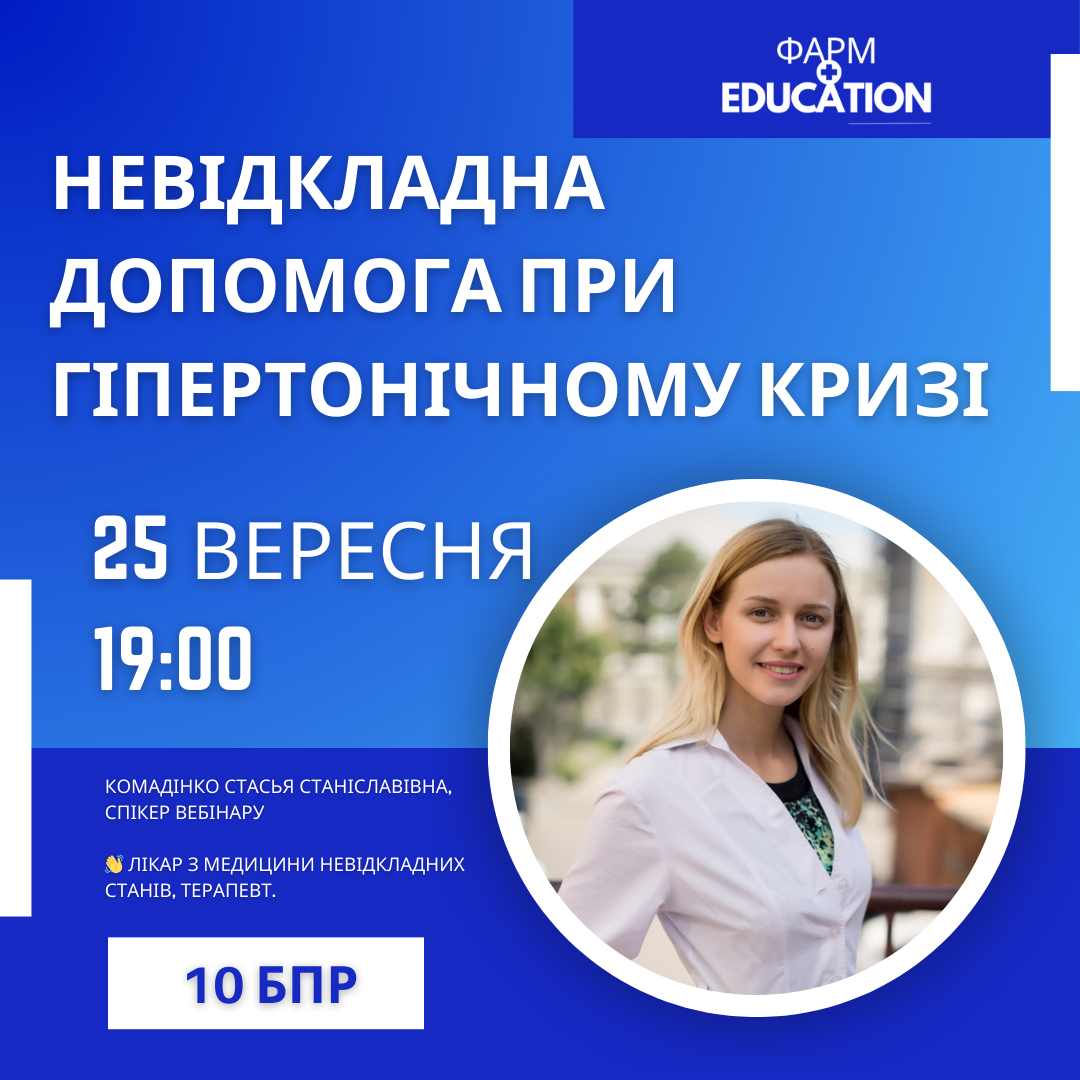 ФАРМ
EDUCATION
НЕВІДКЛАДНА
ДОПОМОГА ПРИ
ГІПЕРТОНІЧНОМУ КРИЗІ
25 ВЕРЕСНЯ
19:00
КОМАДІНКО СТАСЬЯ СТАНІСЛАВІВНА,
СПІКЕР ВЕБІНАРУ
👋 ЛІКАР З МЕДИЦИНИ НЕВІДКЛАДНИХ
СТАНІВ, ТЕРАПЕВТ.
10 БПР